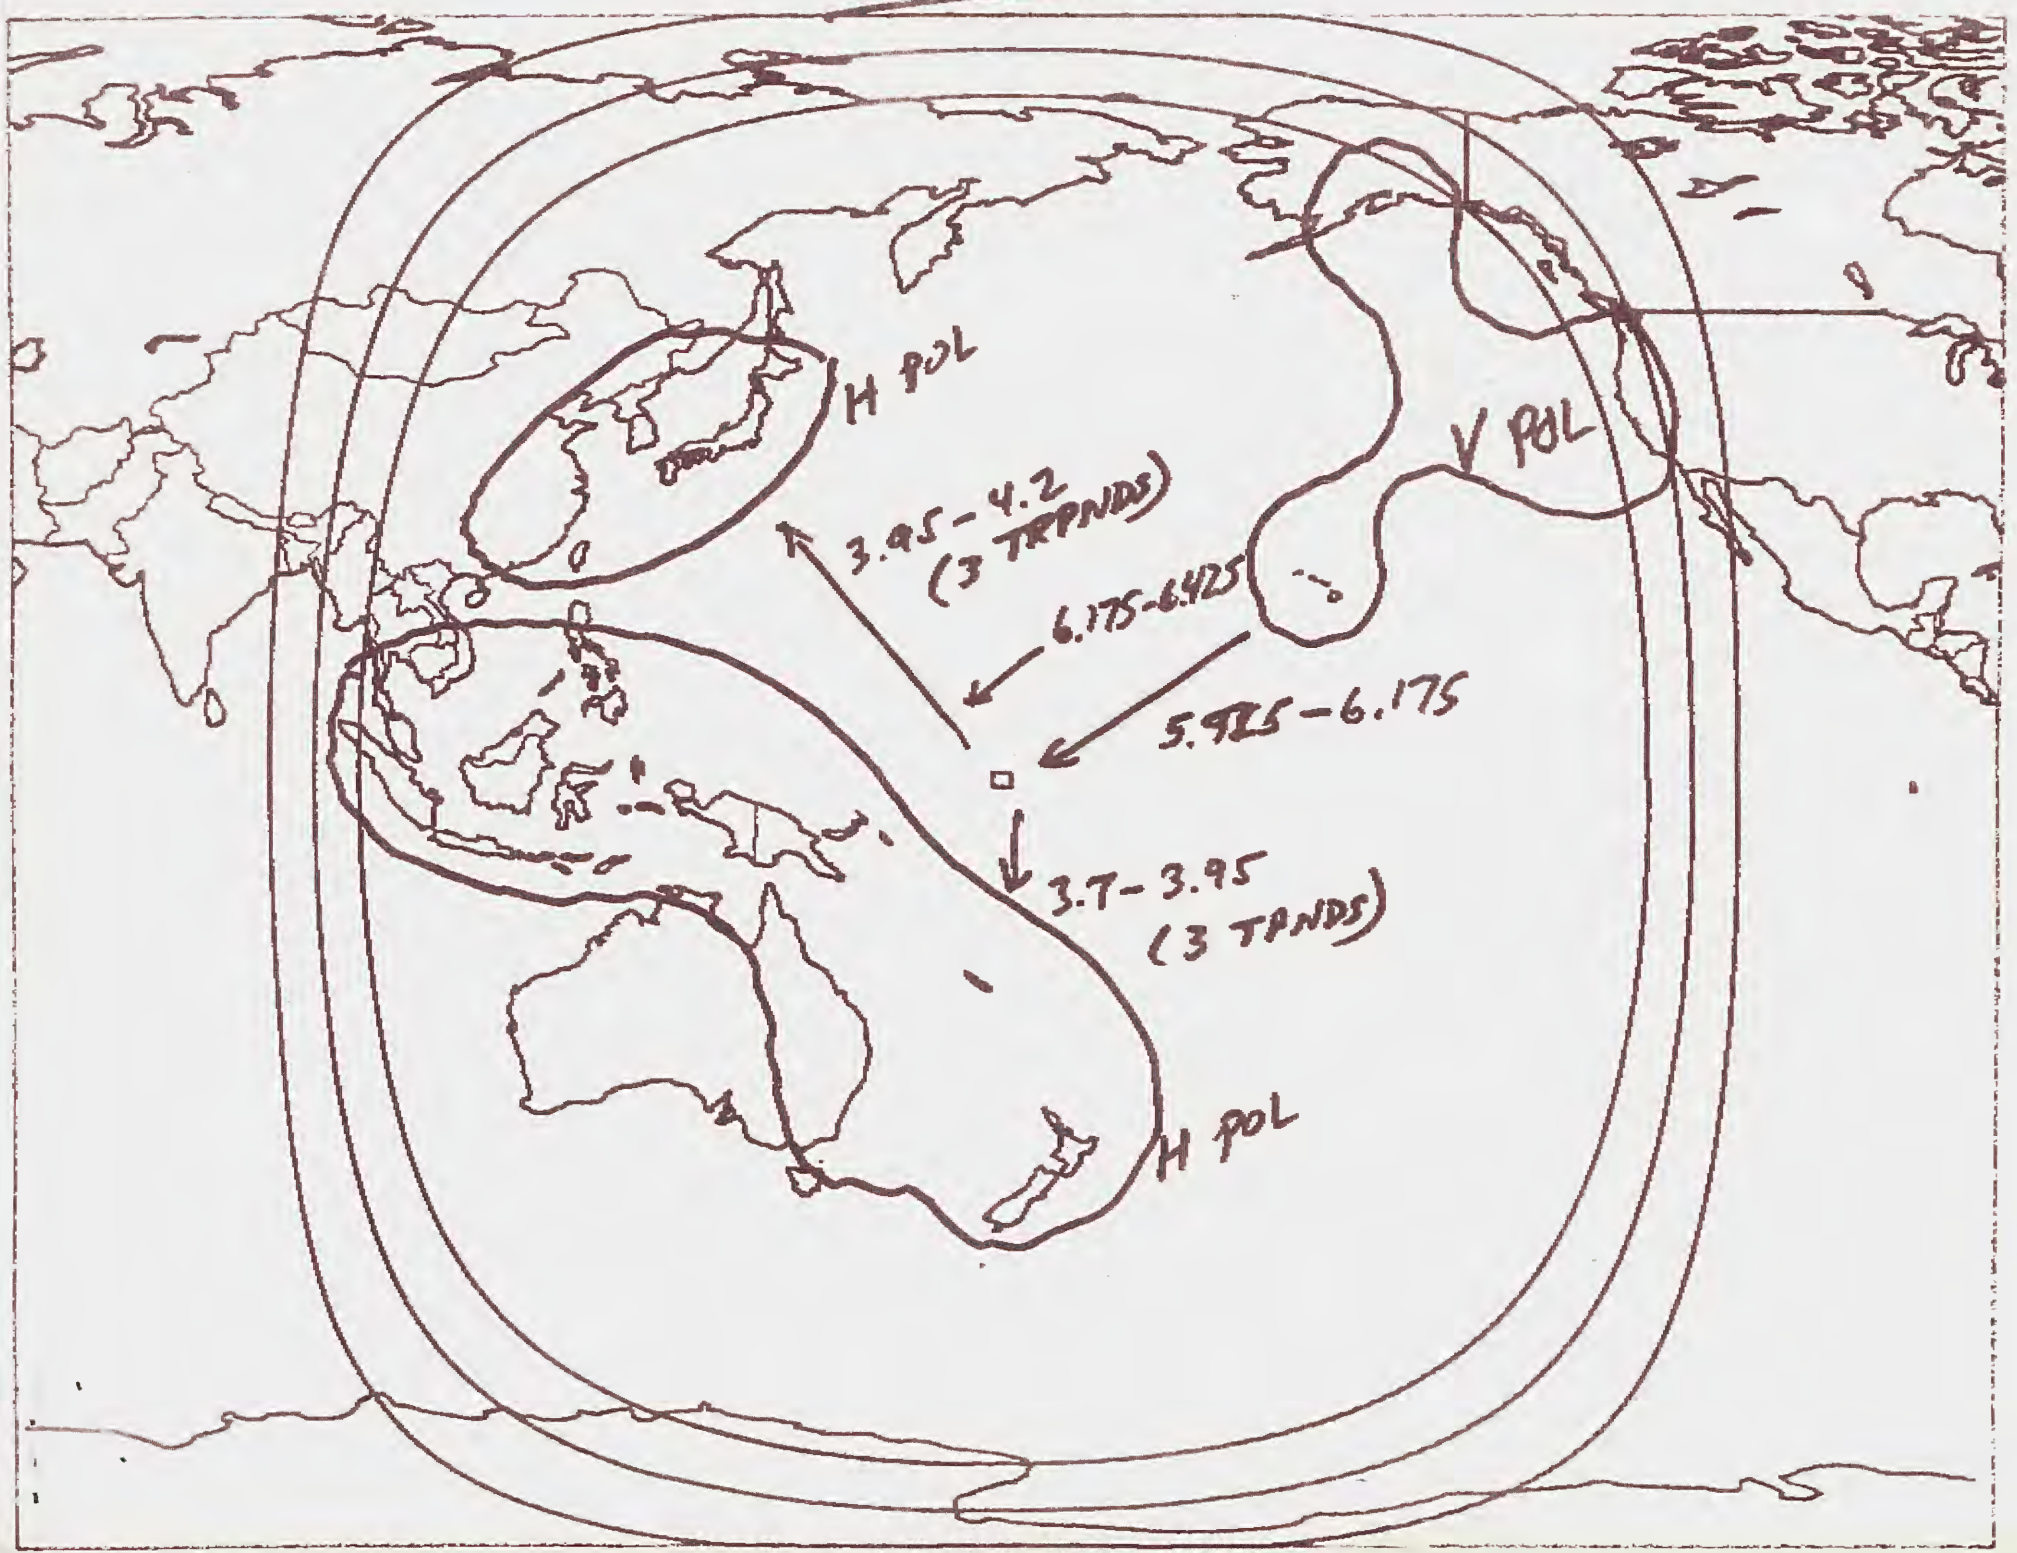 H POL
V POL
3.95-4.2
(3 TRPNDS)
6.175-6.425
5.925-6.175
3.7-3.95
(3 TPNDS)
H POL